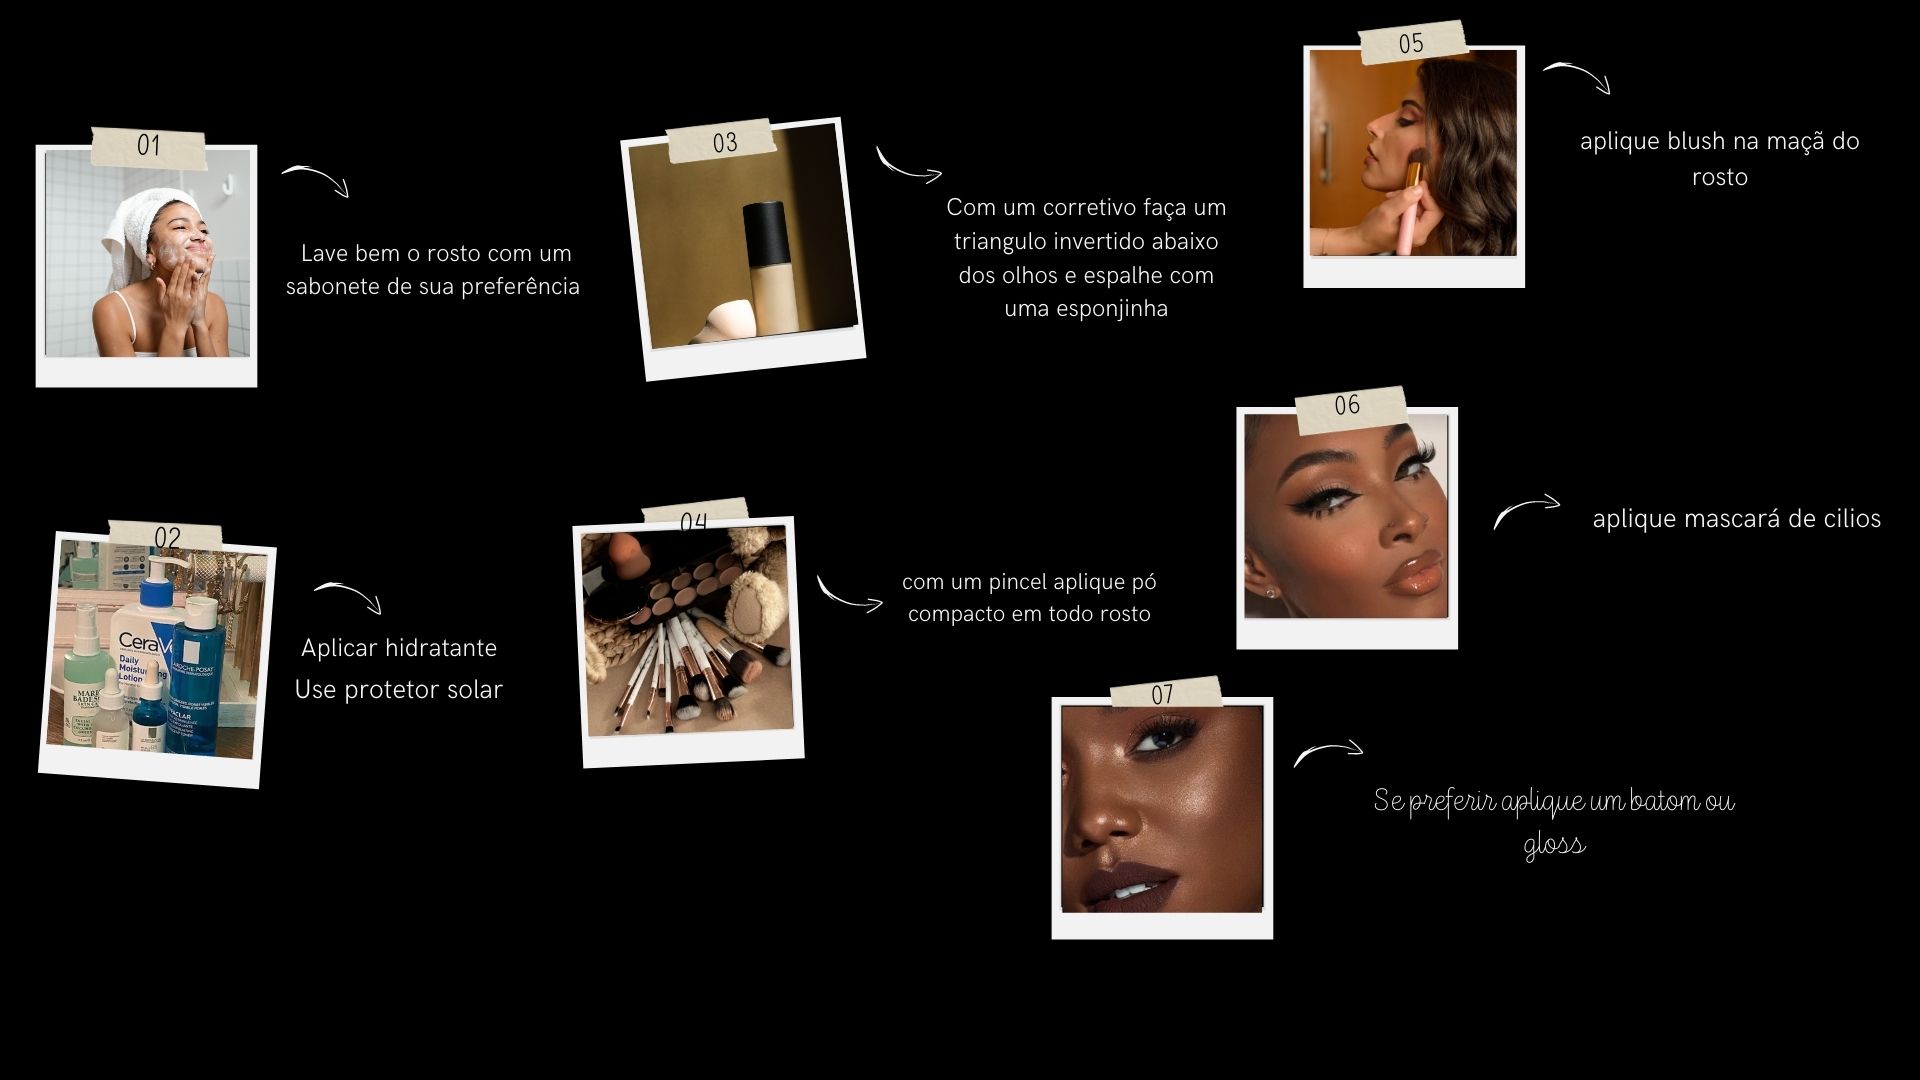 01
Lave bem o rosto com um
sabonete de sua preferência
02
CeraVe
Daily
Lotion
Aplicar hidratante
Use protetor solar
03
Com um corretivo faça um
triangulo invertido abaixo
dos olhos e espalhe com
uma esponjinha
04
com um pincel aplique pó
compacto em todo rosto
05
aplique blush na maçã do
rosto
06
aplique mascará de cilios
07
Se preferir aplique um batom ou
gloss